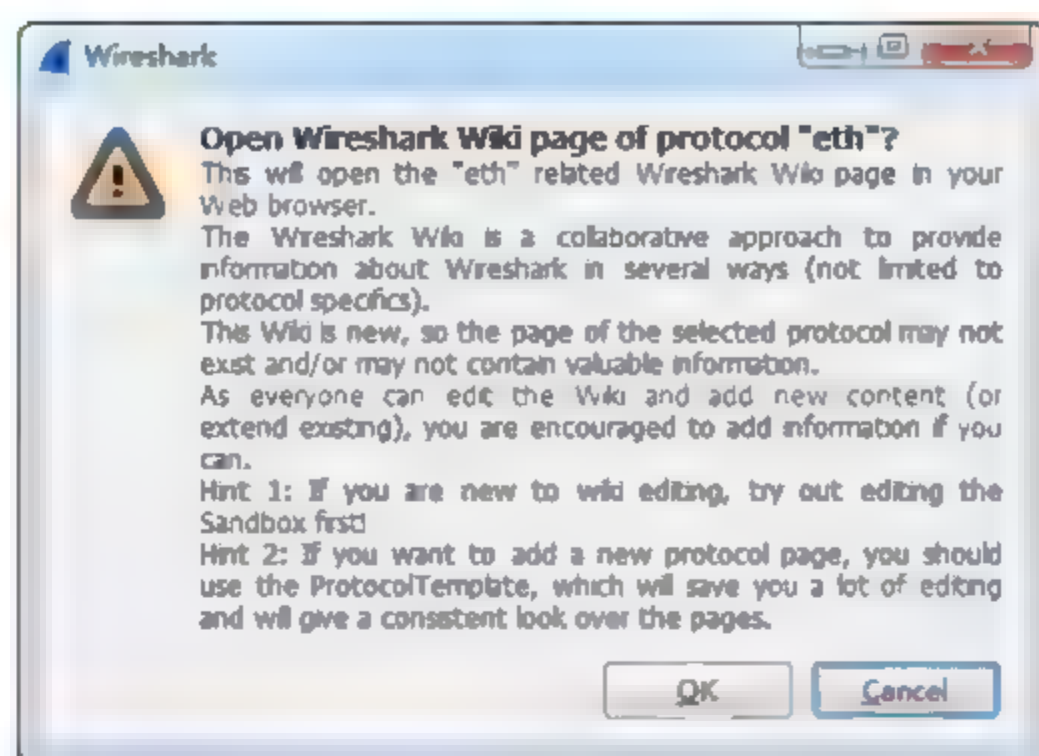 Wireshark
Open Wireshark Wiki page of protocol "eth"?
This will open the "eth" related Wireshark Wiki page in your
Web browser.
The Wireshark Wiki is a collaborative approach to provide
information about Wireshark in several ways (not limited to
protocol specifics).
This Wiki is new, so the page of the selected protocol may not
exist and/or may not contain valuable information.
As everyone can edit the Wiki and add new content (or
extend existing), you are encouraged to add information if you
can.
Hint 1: If you are new to wiki editing, try out editing the
Sandbox first!
Hint 2: If you want to add a new protocol page, you should
use the ProtocolTemplate, which will save you a lot of editing
and will give a consistent look over the pages.
OK
Cancel